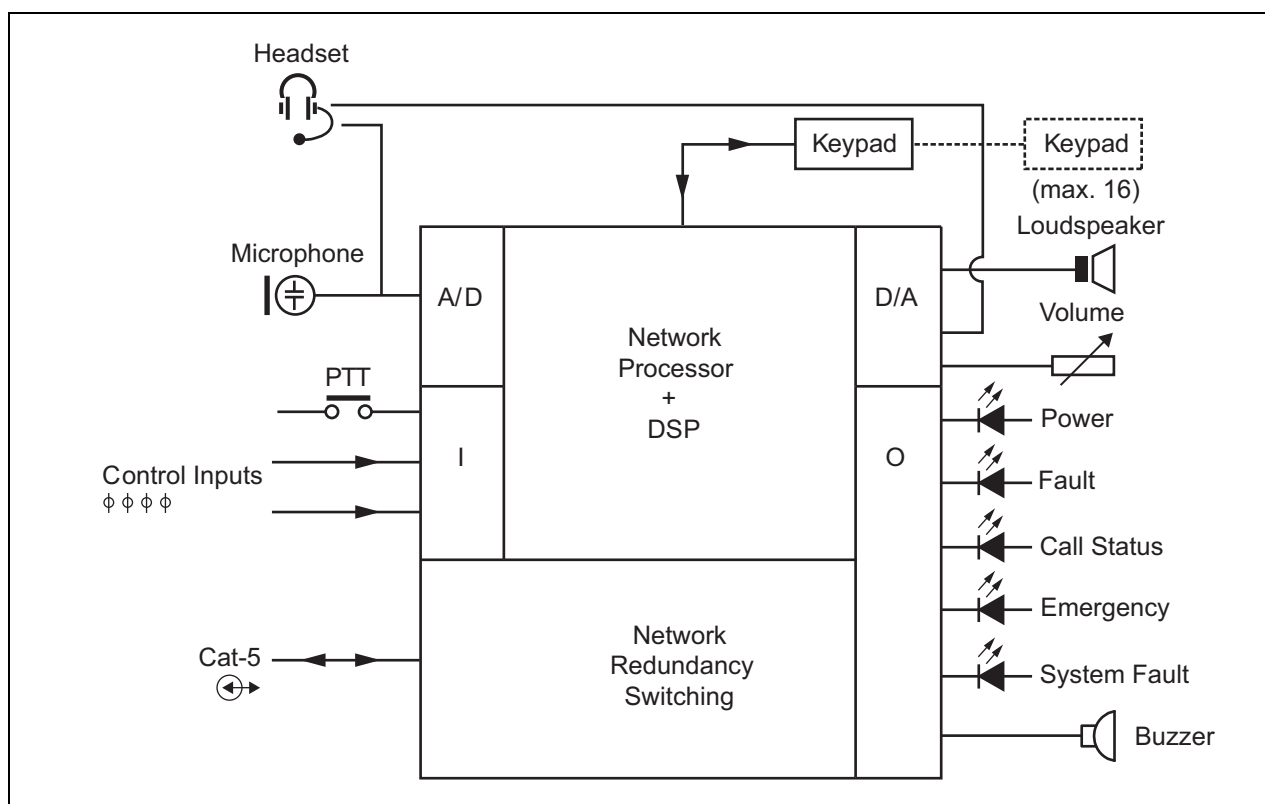 Headset
Keypad
Keypad
(max. 16)
Loudspeaker
Microphone
A/D
D/A
Volume
Network
Processor
+
DSP
PTT
I
O
Power
Control Inputs
Fault
Call Status
Emergency
Network
Redundancy
Switching
Cat-5
System Fault
Buzzer